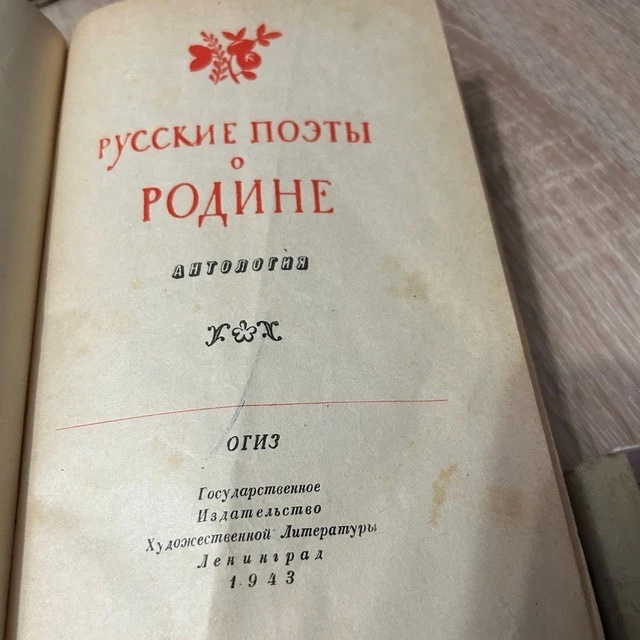 РУССКИЕ ПОЭТЫ
О
РОДИНЕ
АНТОЛОГИЯ
ОГИЗ
Государственное
Издательство
Художественной Литературы
Ленинград
1943